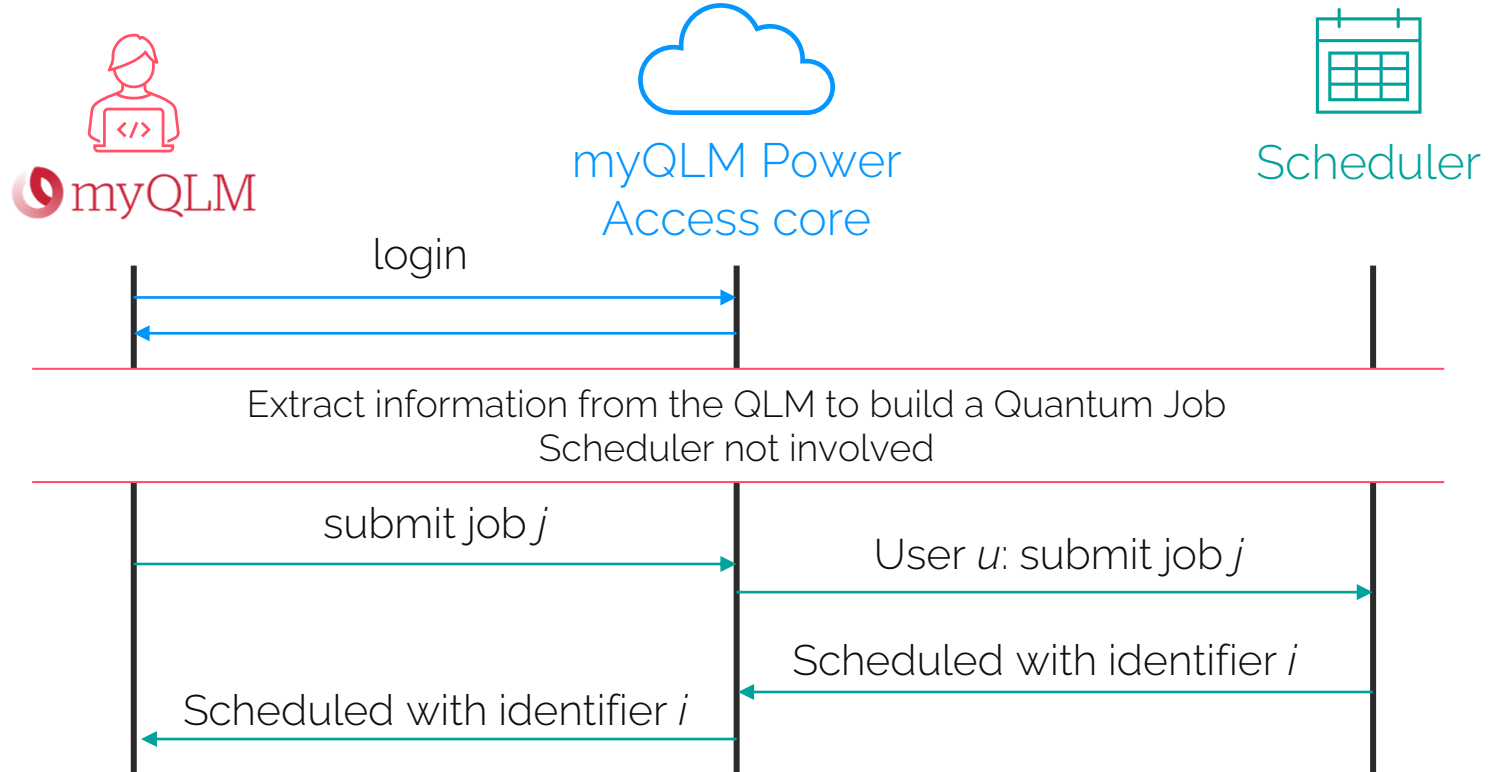 </>
myQLM
myQLM Power
Access core
Scheduler
login
Extract information from the QLM to build a Quantum Job
Scheduler not involved
submit job j
User u: submit job j
Scheduled with identifier i
Scheduled with identifier i